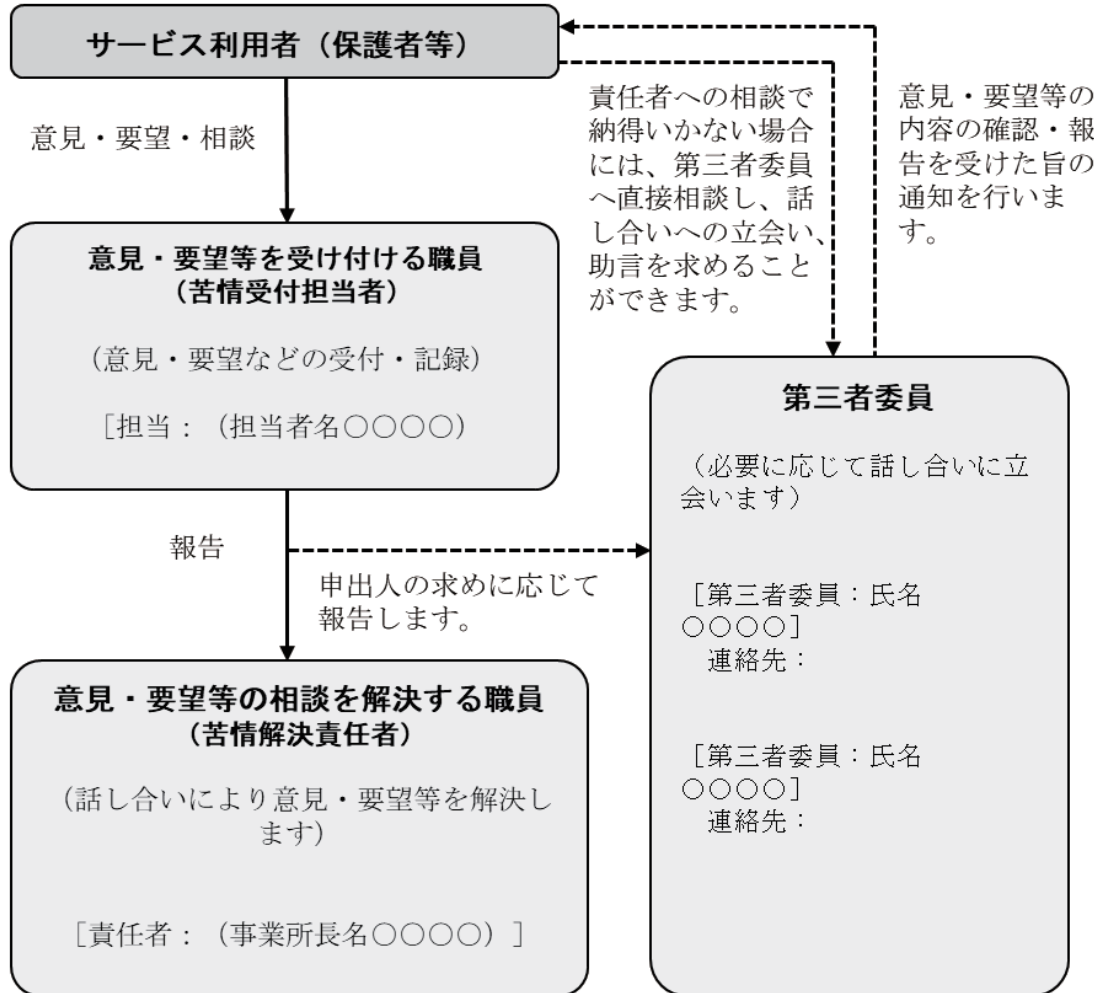 サービス利用者（保護者等）
意見・要望・相談
責任者への相談で
納得いかない場合
には、第三者委員
へ直接相談し、話
し合いへの立会い、
助言を求めること
ができます。
意見・要望等の
内容の確認・報
告を受けた旨の
通知を行いま
す。
意見・要望等を受け付ける職員
（苦情受付担当者）
（意見・要望などの受付・記録）
［担当：（担当者名○○○○）
報告
申出人の求めに応じて
報告します。
意見・要望等の相談を解決する職員
（苦情解決責任者）
（話し合いにより意見・要望等を解決し
ます）
［責任者：（事業所長名○○○○）］
第三者委員
（必要に応じて話し合いに立
会います）
［第三者委員：氏名
○○○○］
連絡先：
［第三者委員：氏名
○○○○］
連絡先：